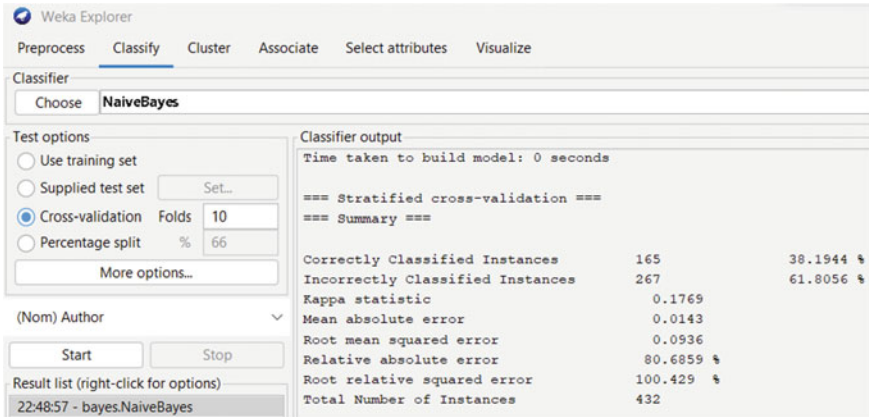 Weka Explorer
Preprocess Classify Cluster Associate Select attributes Visualize
Classifier
Choose NaiveBayes
Test options
Use training set
Supplied test set Set...
Cross-validation Folds 10
Percentage split % 66
More options...
(Nom) Author
Start Stop
Result list (right-click for options)
22:48:57 - bayes.NaiveBayes
Classifier output
Time taken to build model: 0 seconds
=== Stratified cross-validation ===
=== Summary ===
Correctly Classified Instances 165 38.1944 %
Incorrectly Classified Instances 267 61.8056 %
Kappa statistic 0.1769
Mean absolute error 0.0143
Root mean squared error 0.0936
Relative absolute error 80.6859 %
Root relative squared error 100.429 %
Total Number of Instances 432